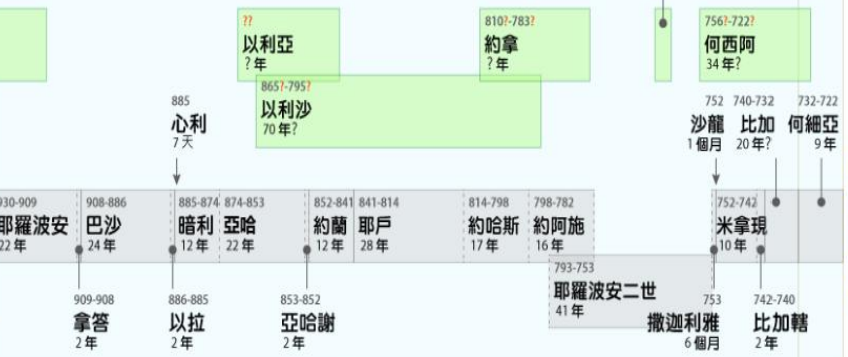 ??
以利亞
?年
865?-795?
以利沙
70年?
810?-783?
約拿
?年
756?-722?
何西阿
34年?
885
心利
7天
752
沙龍
1個月
740-732
比加
20年?
732-722
何細亞
9年
930-909
耶羅波安
22年
908-886
巴沙
24年
885-874
暗利
12年
874-853
亞哈
22年
852-841
約蘭
12年
841-814
耶戶
28年
814-798
約哈斯
17年
798-782
約阿施
16年
752-742
米拿現
10年
793-753
耶羅波安二世
41年
909-908
拿答
2年
886-885
以拉
2年
853-852
亞哈謝
2年
753
撒迦利雅
6個月
742-740
比加轄
2年